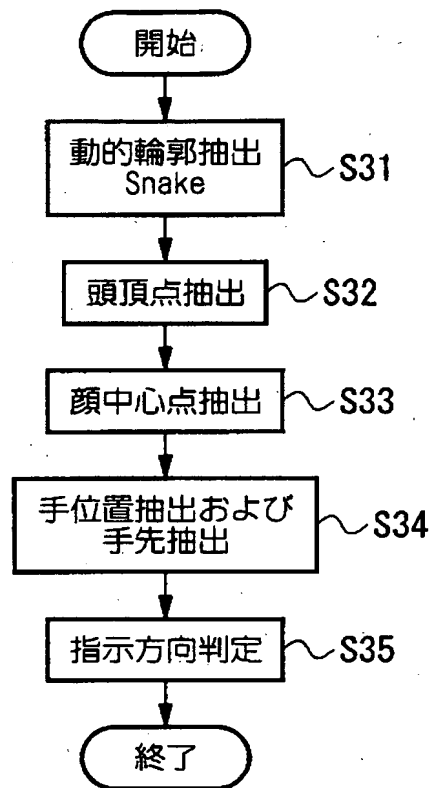 開始
動的輪郭抽出
Snake
S31
頭頂点抽出
S32
顔中心点抽出
S33
手位置抽出および
手先抽出
S34
指示方向判定
S35
終了